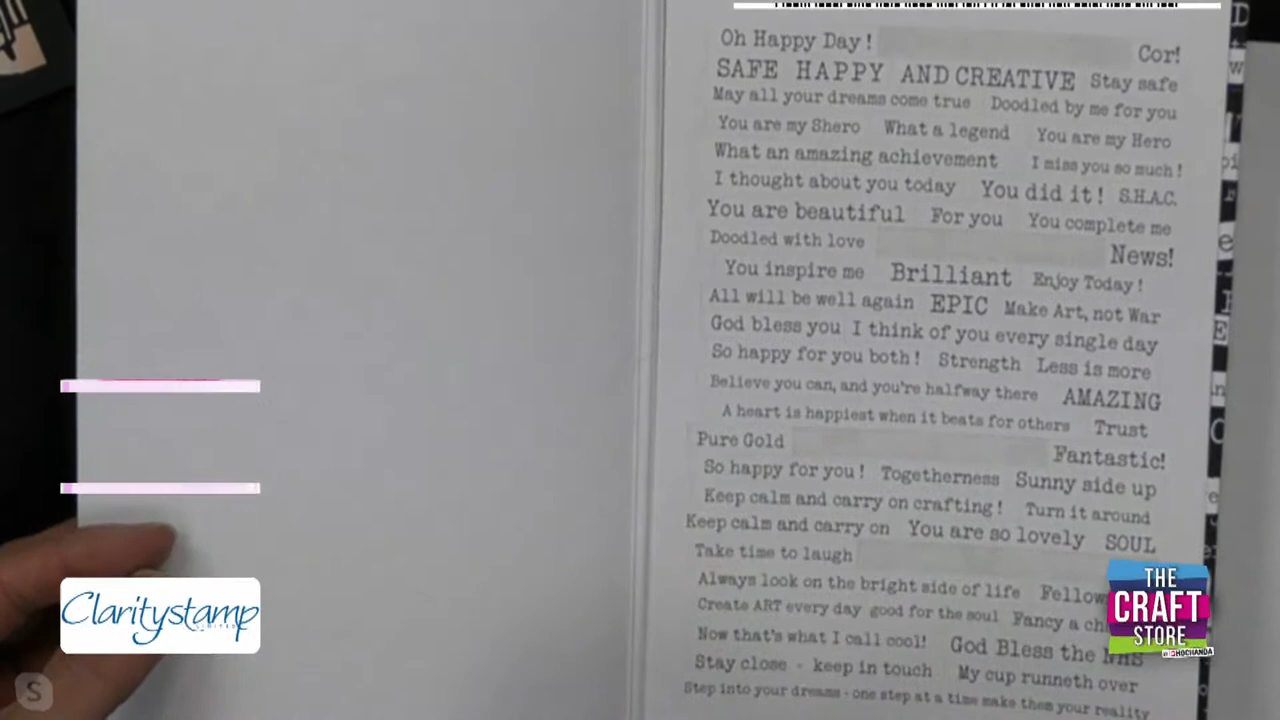 Oh Happy Day! Cor!
SAFE HAPPY AND CREATIVE Stay safe
May all your dreams come true Doodled by me for you
You are my Shero What a legend You are my Hero
What an amazing achievement I miss you so much!
I thought about you today You did it! S.H.A.C.
You are beautiful For you You complete me
Doodled with love News!
You inspire me Brilliant Enjoy Today!
All will be well again EPIC Make Art, not War
God bless you I think of you every single day
So happy for you both! Strength Less is more
Believe you can, and you're halfway there AMAZING
A heart is happiest when it beats for others Trust
Pure Gold Fantastic!
So happy for you! Togetherness Sunny side up
Keep calm and carry on crafting! Turn it around
Keep calm and carry on You are so lovely SOUL
Take time to laugh
Always look on the bright side of life Fellow
Create ART every day good for the soul Fancy a
Now that's what I call cool! God Bless the NHS
Stay close - keep in touch My cup runneth over
Step into your dreams - one step at a time make them your reality
Claritystamp
LIMITED
THE
CRAFT
STORE
HOCHANDA
S